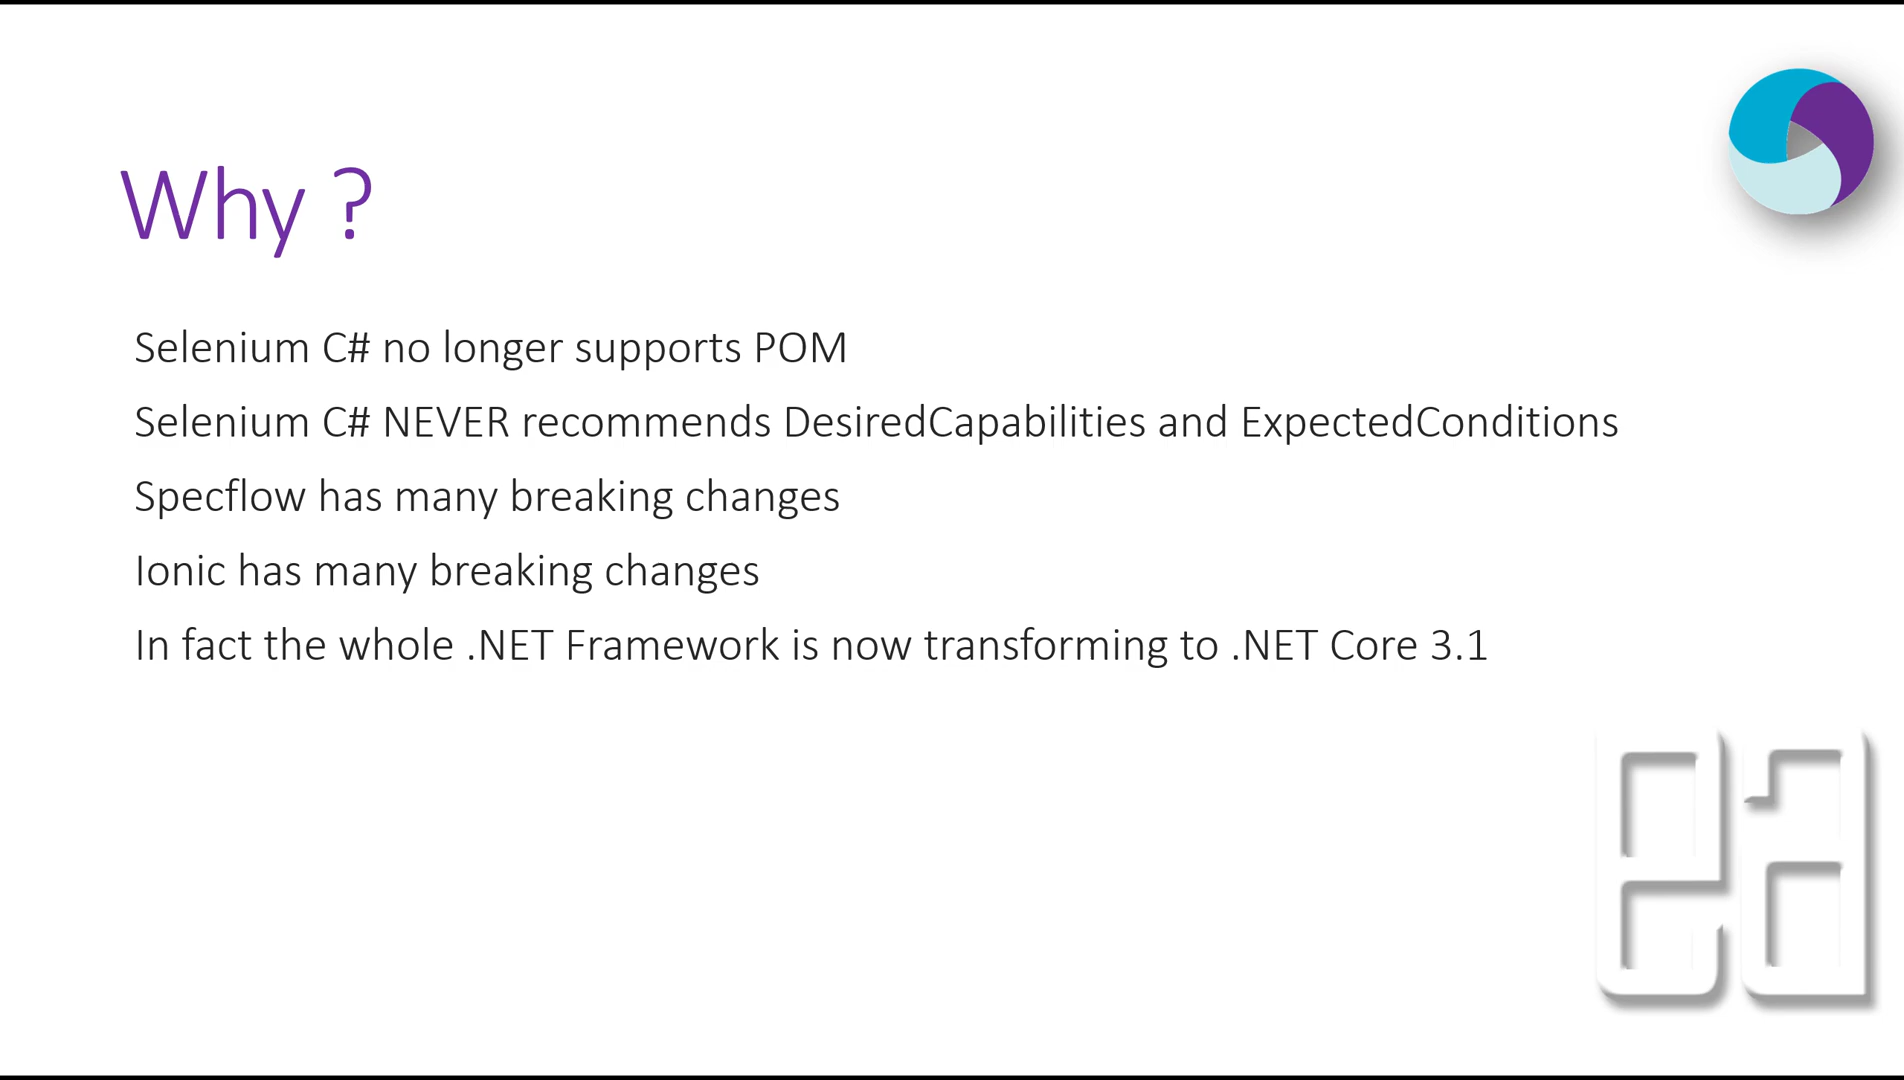 Why ?
Selenium C# no longer supports POM
Selenium C# NEVER recommends DesiredCapabilities and ExpectedConditions
Specflow has many breaking changes
Ionic has many breaking changes
In fact the whole .NET Framework is now transforming to .NET Core 3.1
ea